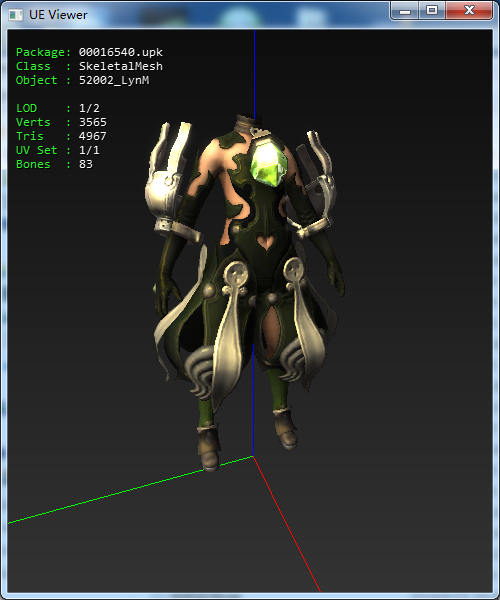 UE Viewer
Package: 00016540.upk
Class : SkeletalMesh
Object : 52002_LynM
LOD : 1/2
Verts : 3565
Tris : 4967
UV Set : 1/1
Bones : 83